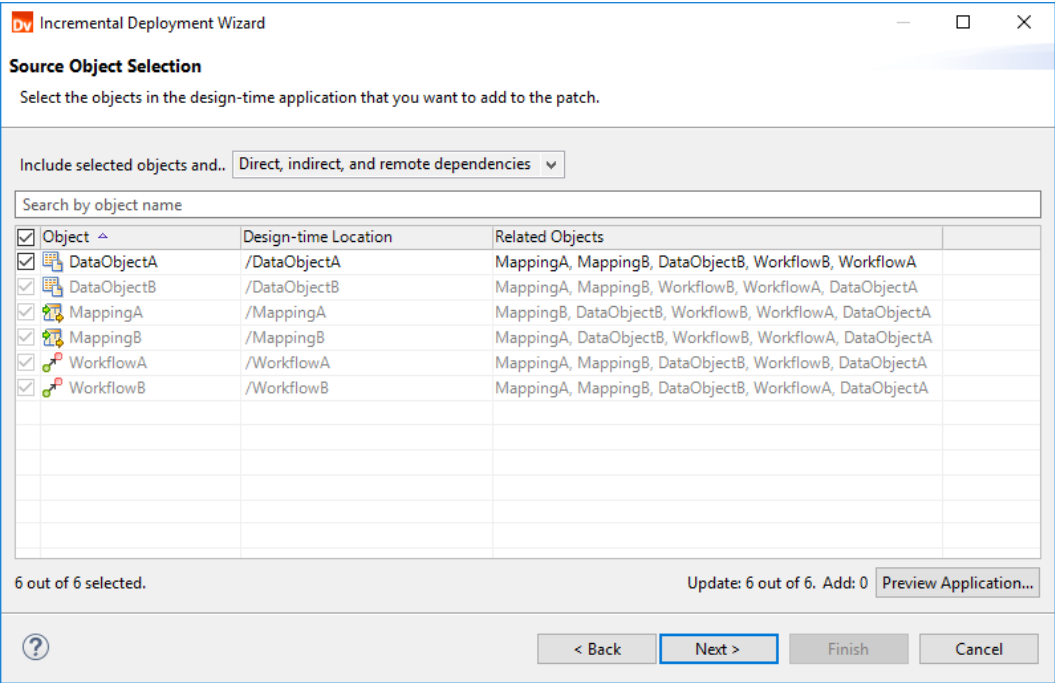 Dv Incremental Deployment Wizard
Source Object Selection
Select the objects in the design-time application that you want to add to the patch.
Include selected objects and.. Direct, indirect, and remote dependencies
Search by object name
Object Design-time Location Related Objects
DataObjectA /DataObjectA MappingA, MappingB, DataObjectB, WorkflowB, WorkflowA
DataObjectB /DataObjectB MappingA, MappingB, WorkflowB, WorkflowA, DataObjectA
MappingA /MappingA MappingB, DataObjectB, WorkflowB, WorkflowA, DataObjectA
MappingB /MappingB MappingA, DataObjectB, WorkflowB, WorkflowA, DataObjectA
WorkflowA /WorkflowA MappingA, MappingB, DataObjectB, WorkflowB, DataObjectA
WorkflowB /WorkflowB MappingA, MappingB, DataObjectB, WorkflowA, DataObjectA
6 out of 6 selected. Update: 6 out of 6. Add: 0 Preview Application...
? < Back Next > Finish Cancel